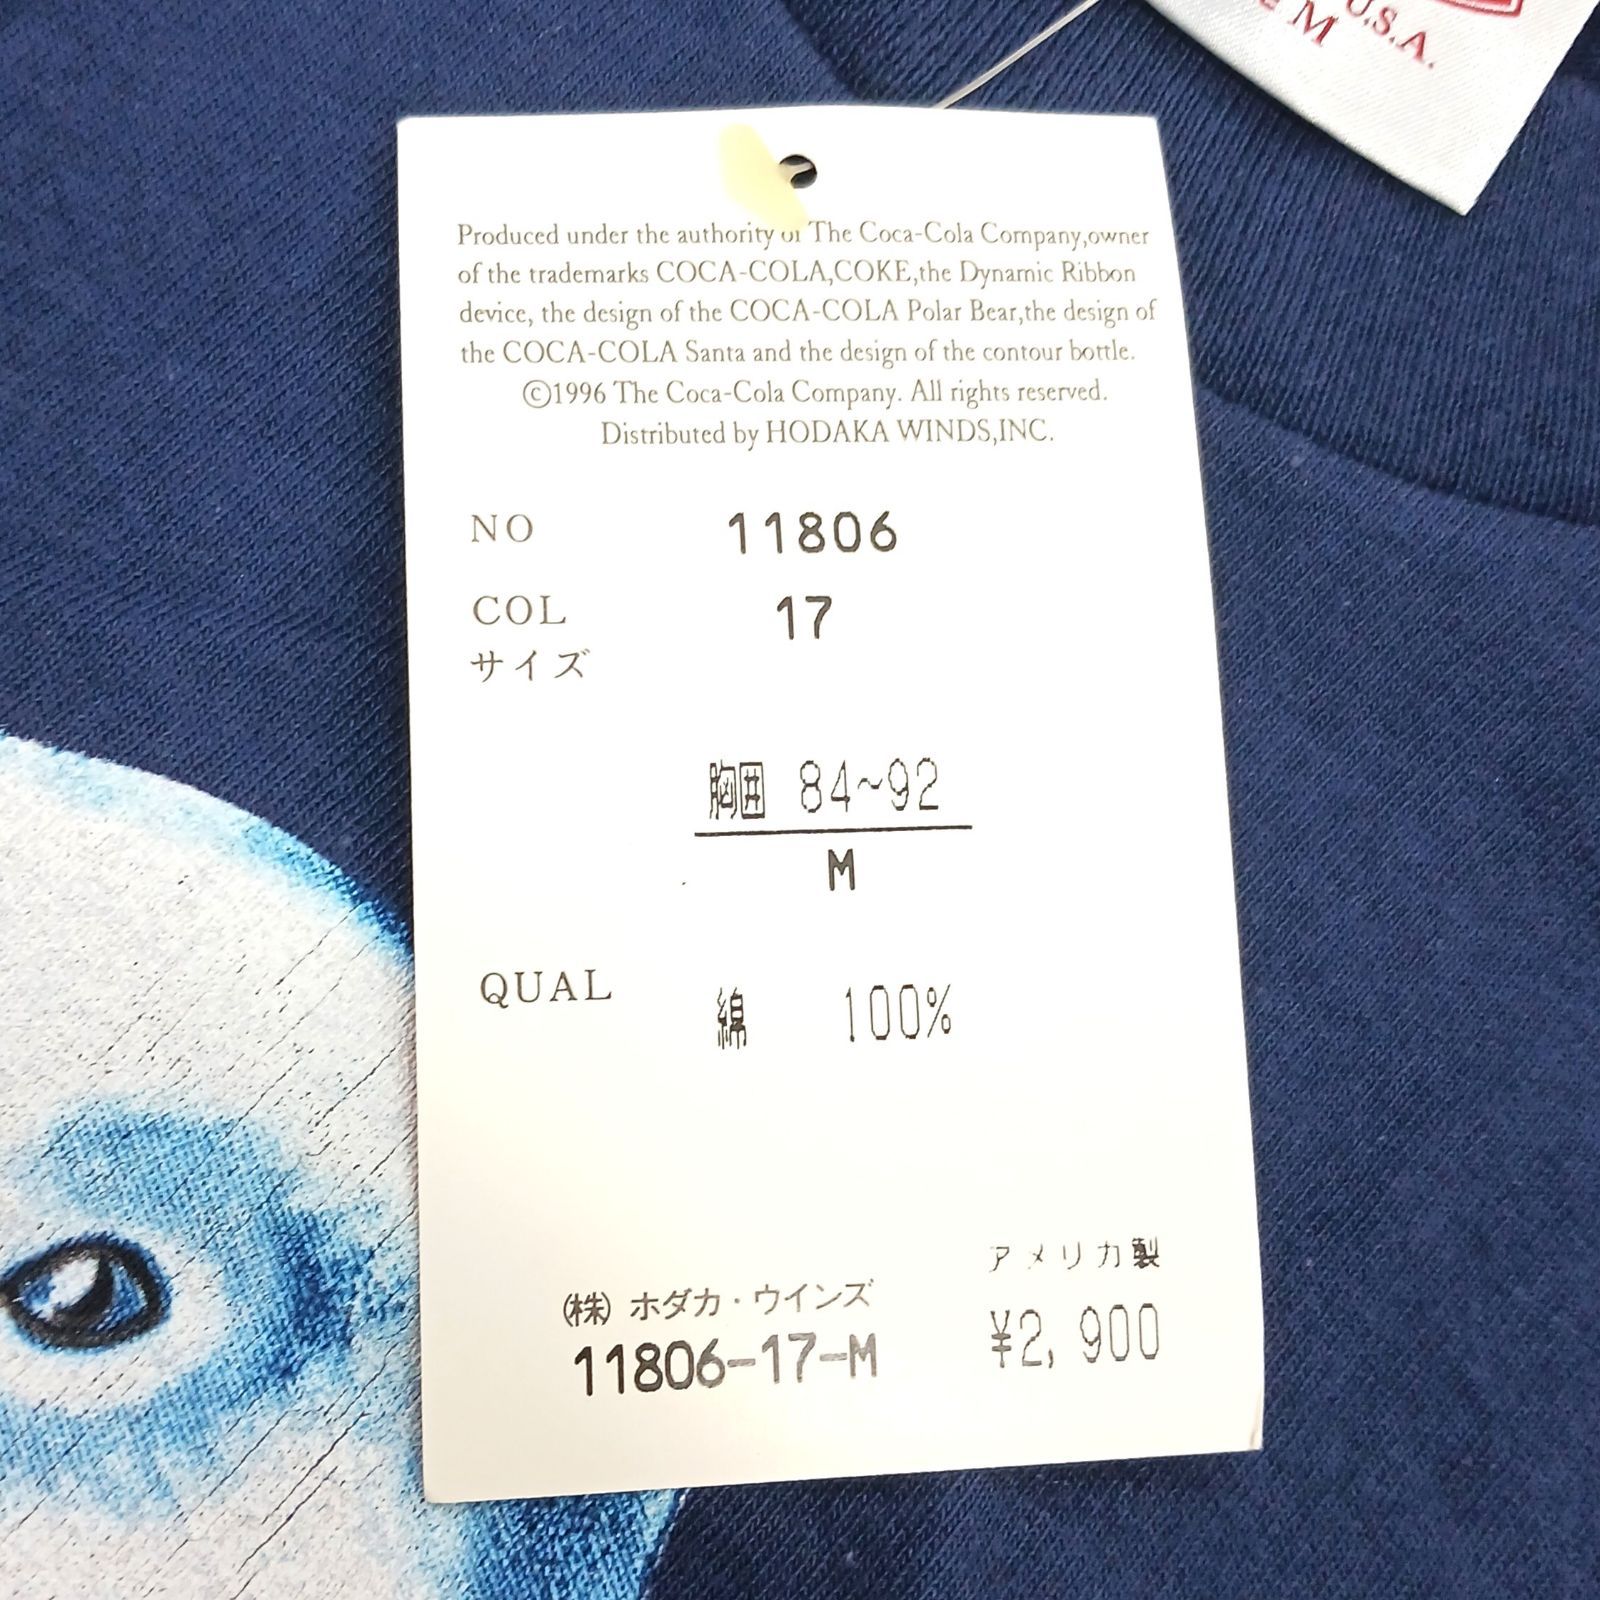 U.S.A.
M
Produced under the authority of The Coca-Cola Company,owner
of the trademarks COCA-COLA,COKE,the Dynamic Ribbon
device, the design of the COCA-COLA Polar Bear,the design of
the COCA-COLA Santa and the design of the contour bottle.
©1996 The Coca-Cola Company. All rights reserved.
Distributed by HODAKA WINDS,INC.
NO 11806
COL 17
サイズ
胸囲 84~92
M
QUAL 綿 100%
アメリカ製
(株) ホダカ・ウインズ
11806-17-M ¥2,900